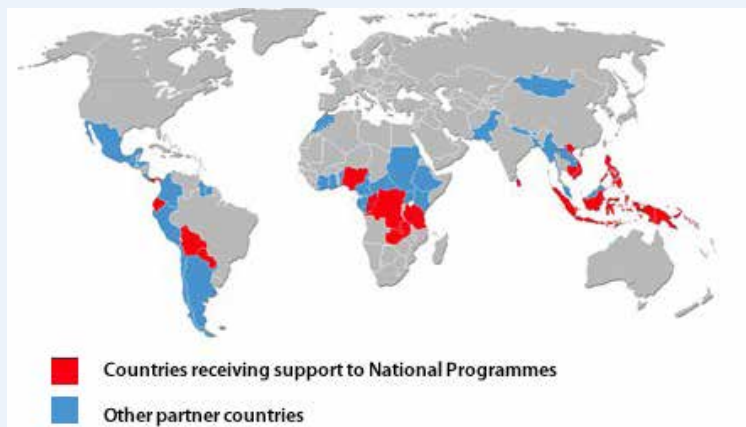 Countries receiving support to National Programmes
Other partner countries